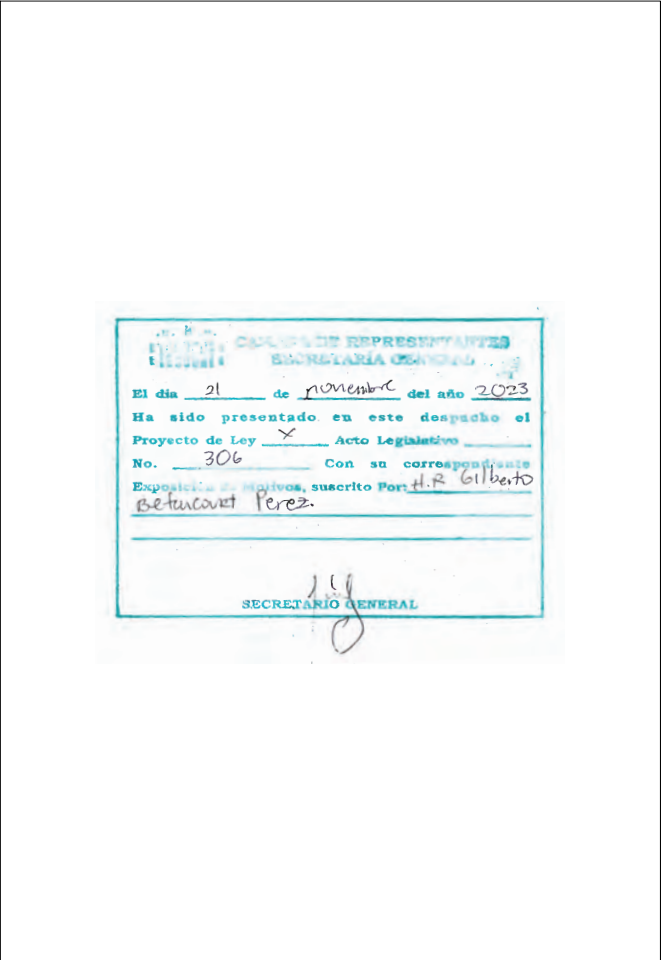 CAMARA DE REPRESENTANTES
SECRETARÍA GENERAL
El día 21 de noviembre del año 2023
Ha sido presentado en este despacho el
Proyecto de Ley X Acto Legislativo
No. 306 Con su correspondiente
Exposición de Motivos, suscrito Por: H.R Gilberto
Betancourt Perez.
SECRETARIO GENERAL